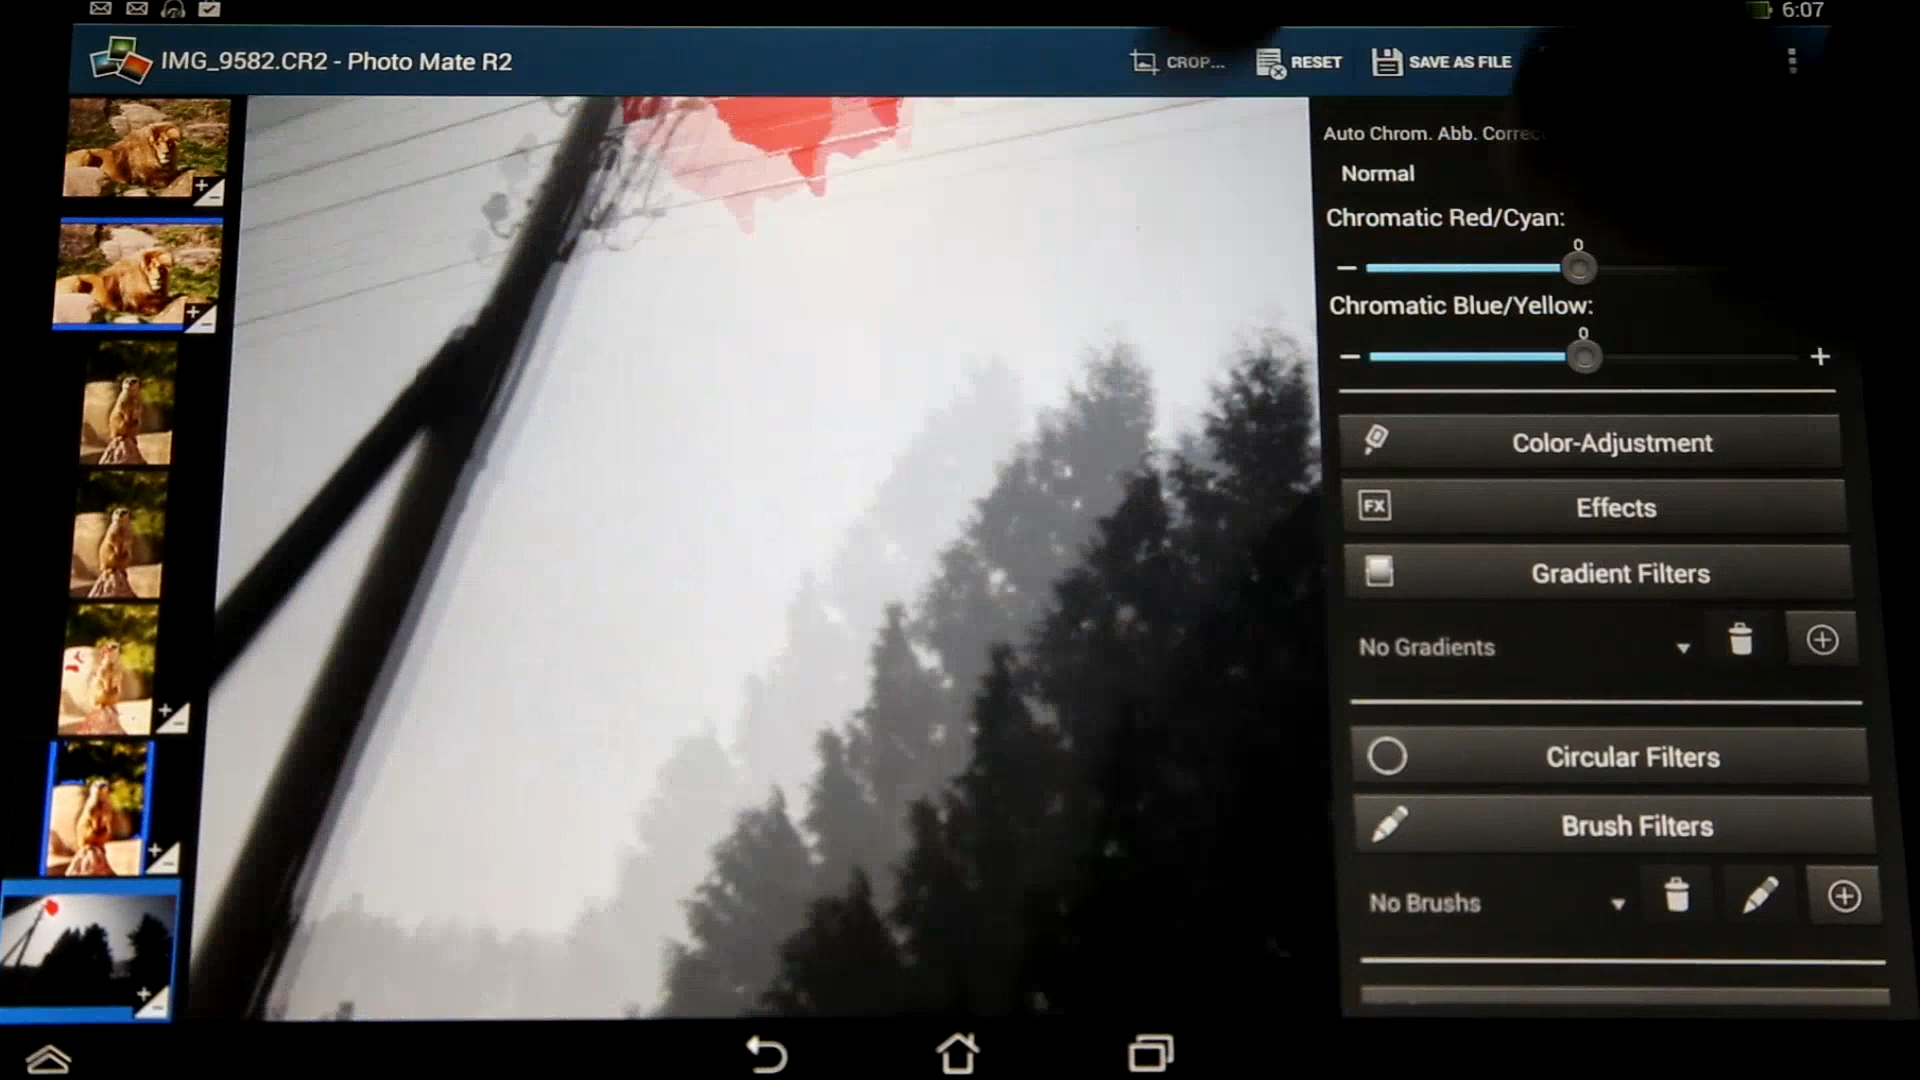 6:07
IMG_9582.CR2 - Photo Mate R2
CROP...
RESET
SAVE AS FILE
Auto Chrom. Abb.
Normal
Chromatic Red/Cyan:
0
Chromatic Blue/Yellow:
0
Color-Adjustment
FX
Effects
Gradient Filters
No Gradients
Circular Filters
Brush Filters
No Brushs